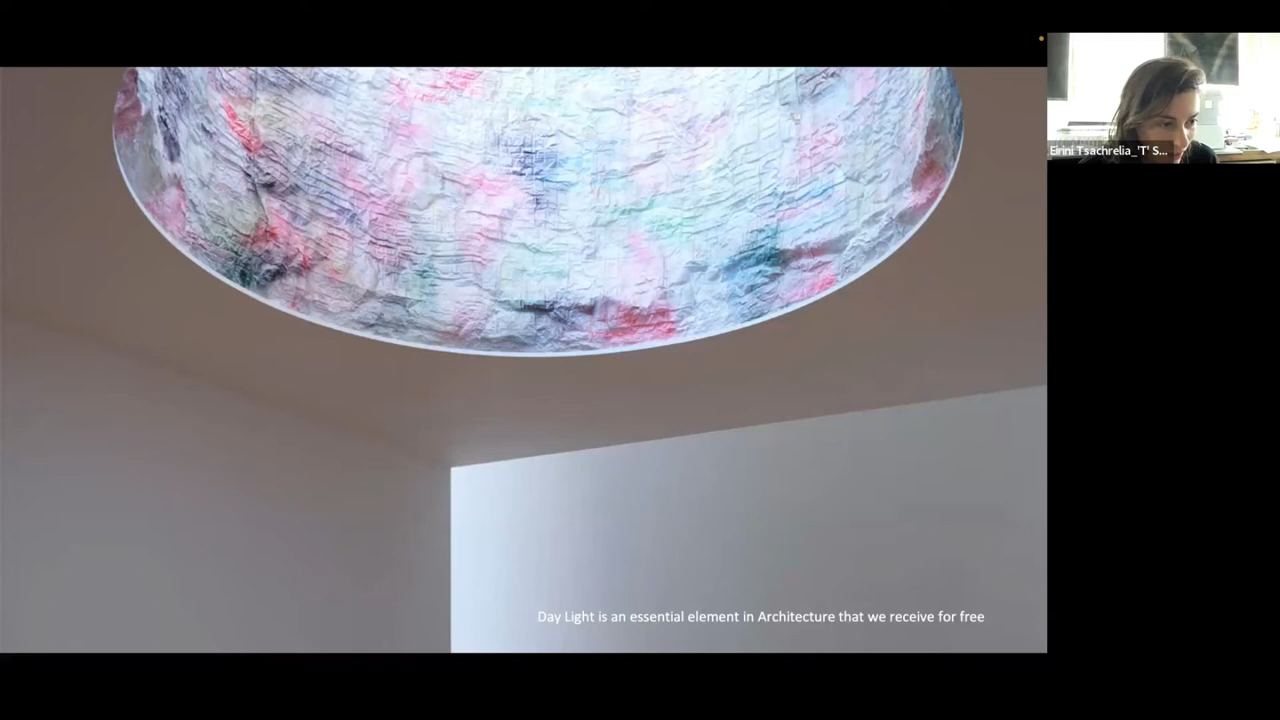 Eirini Tsachrelia_'T' S...
Day Light is an essential element in Architecture that we receive for free